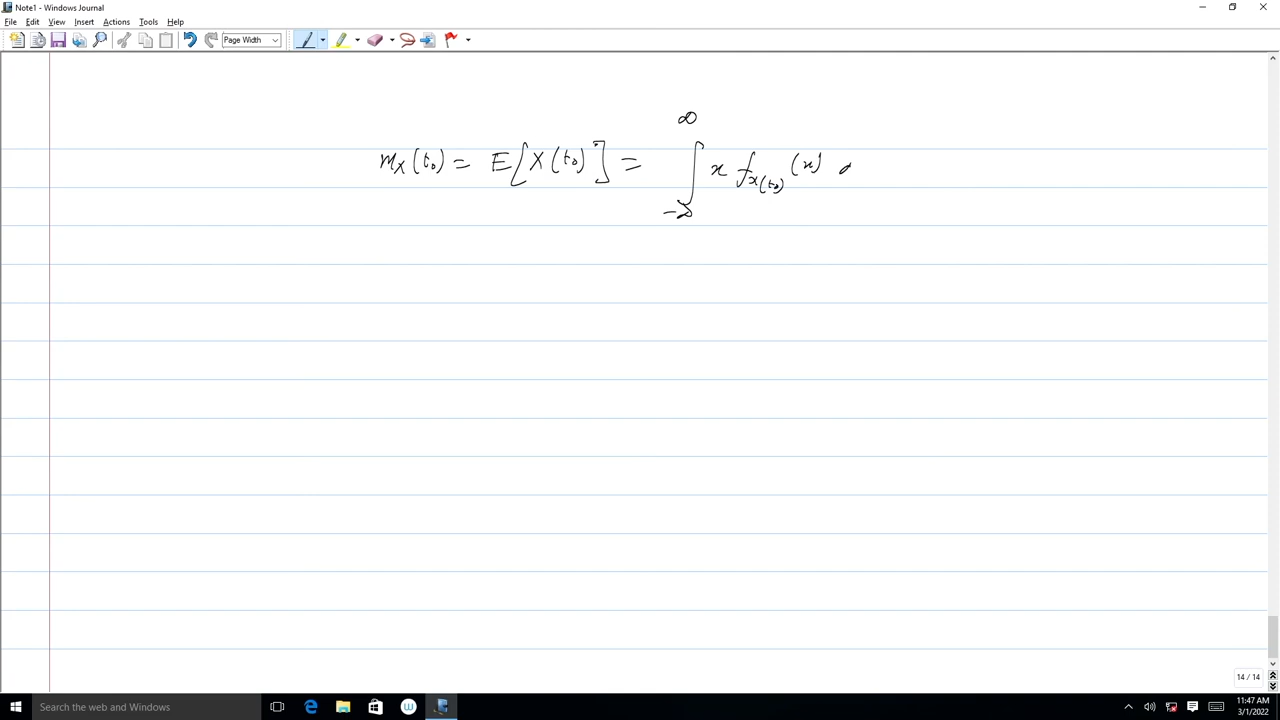 Note1 - Windows Journal
File Edit View Insert Actions Tools Help
Page Width
m_X(t_0) = E[X(t_0)] = ∫_{-∞}^{∞} x f_{X(t_0)}(x)
14 / 14
Search the web and Windows
11:47 AM
3/1/2022